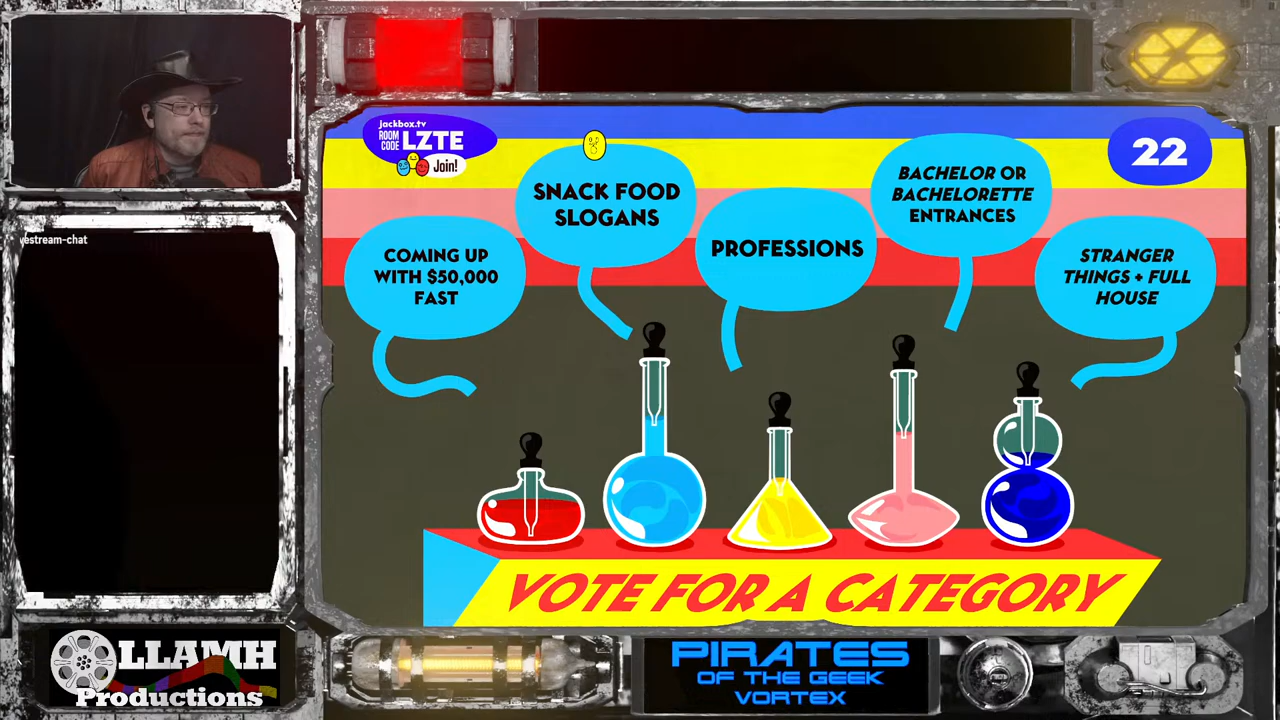 jackbox.tv
ROOM CODE LZTE
Join!
22
COMING UP
WITH $50,000
FAST
SNACK FOOD
SLOGANS
PROFESSIONS
BACHELOR OR
BACHELORETTE
ENTRANCES
STRANGER
THINGS + FULL
HOUSE
estream-chat
VOTE FOR A CATEGORY
OLLAMH
Productions
PIRATES
OF THE GEEK
VORTEX